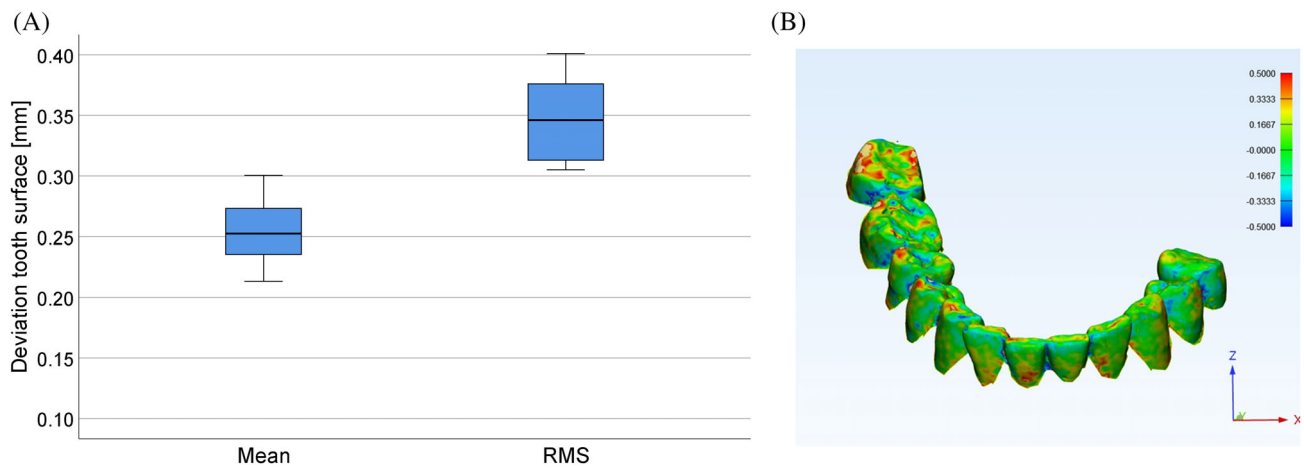 (A)
Deviation tooth surface [mm]
0.40
0.35
0.30
0.25
0.20
0.15
0.10
Mean
RMS
(B)
0.5000
0.3333
0.1667
-0.0000
-0.1667
-0.3333
-0.5000
Z
Y
X